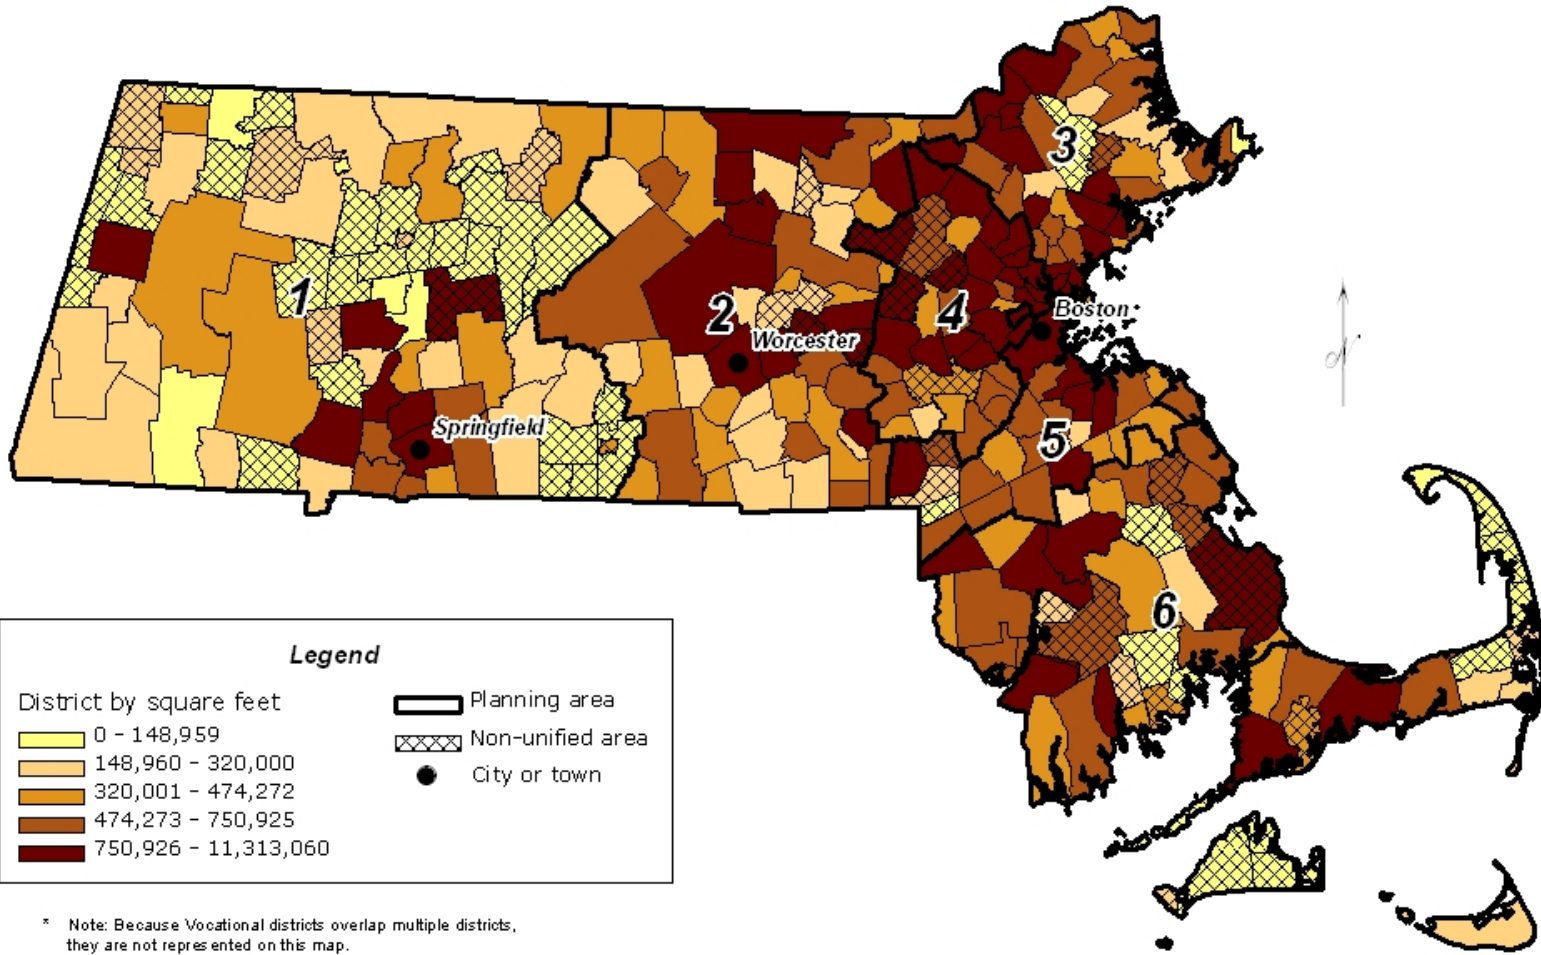 3
1
2
4
Boston
Worcester
Springfield
5
6
Legend
District by square feet
0 - 148,959
148,960 - 320,000
320,001 - 474,272
474,273 - 750,925
750,926 - 11,313,060
Planning area
Non-unified area
City or town
* Note: Because Vocational districts overlap multiple districts,
they are not represented on this map.